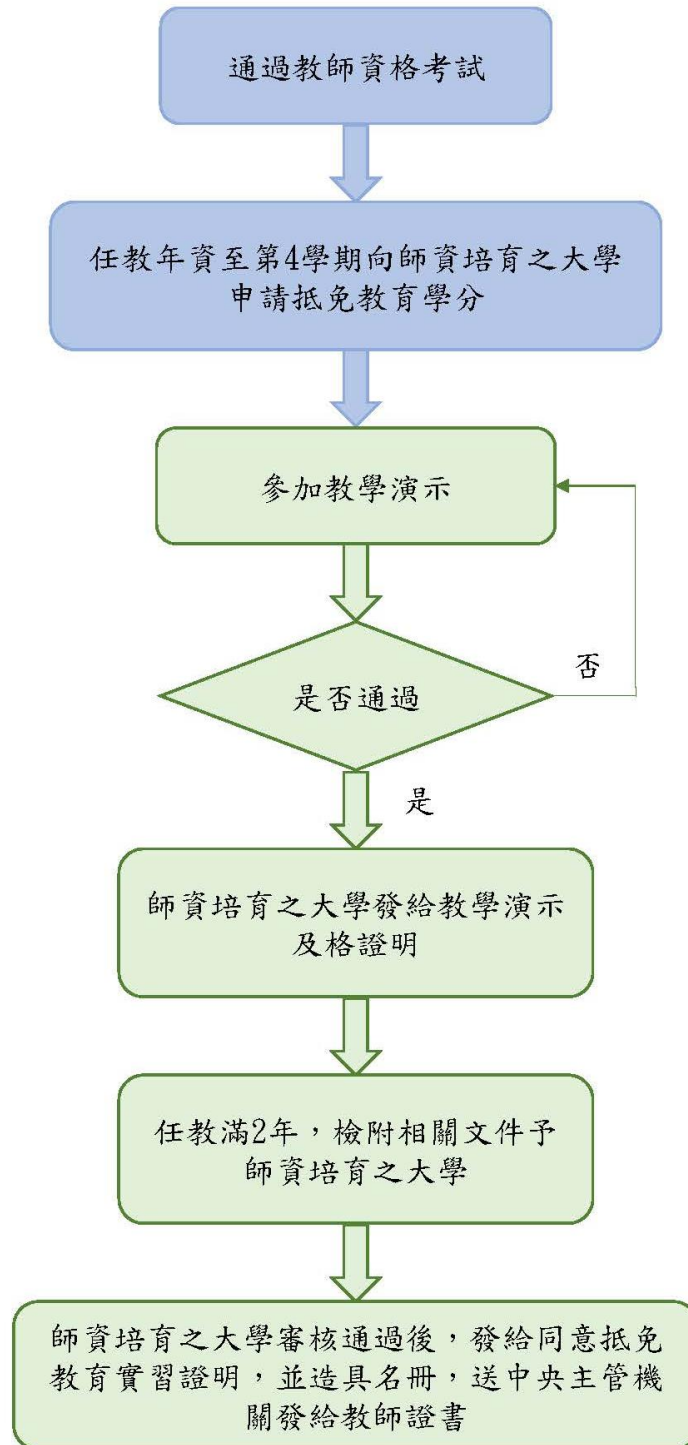 通過教師資格考試
任教年資至第4學期向師資培育之大學
申請抵免教育學分
參加教學演示
否
是否通過
是
師資培育之大學發給教學演示
及格證明
任教滿2年，檢附相關文件予
師資培育之大學
師資培育之大學審核通過後，發給同意抵免
教育實習證明，並造具名冊，送中央主管機
關發給教師證書